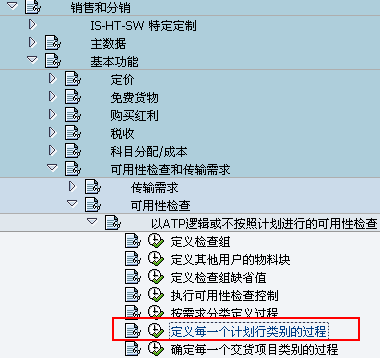 销售和分销
IS-HT-SW 特定定制
主数据
基本功能
定价
免费货物
购买红利
税收
科目分配/成本
可用性检查和传输需求
传输需求
可用性检查
以ATP逻辑或不按照计划进行的可用性检查
定义检查组
定义其他用户的物料块
定义检查组缺省值
执行可用性检查控制
按需求分类定义过程
定义每一个计划行类别的过程
确定每一个交货项目类别的过程